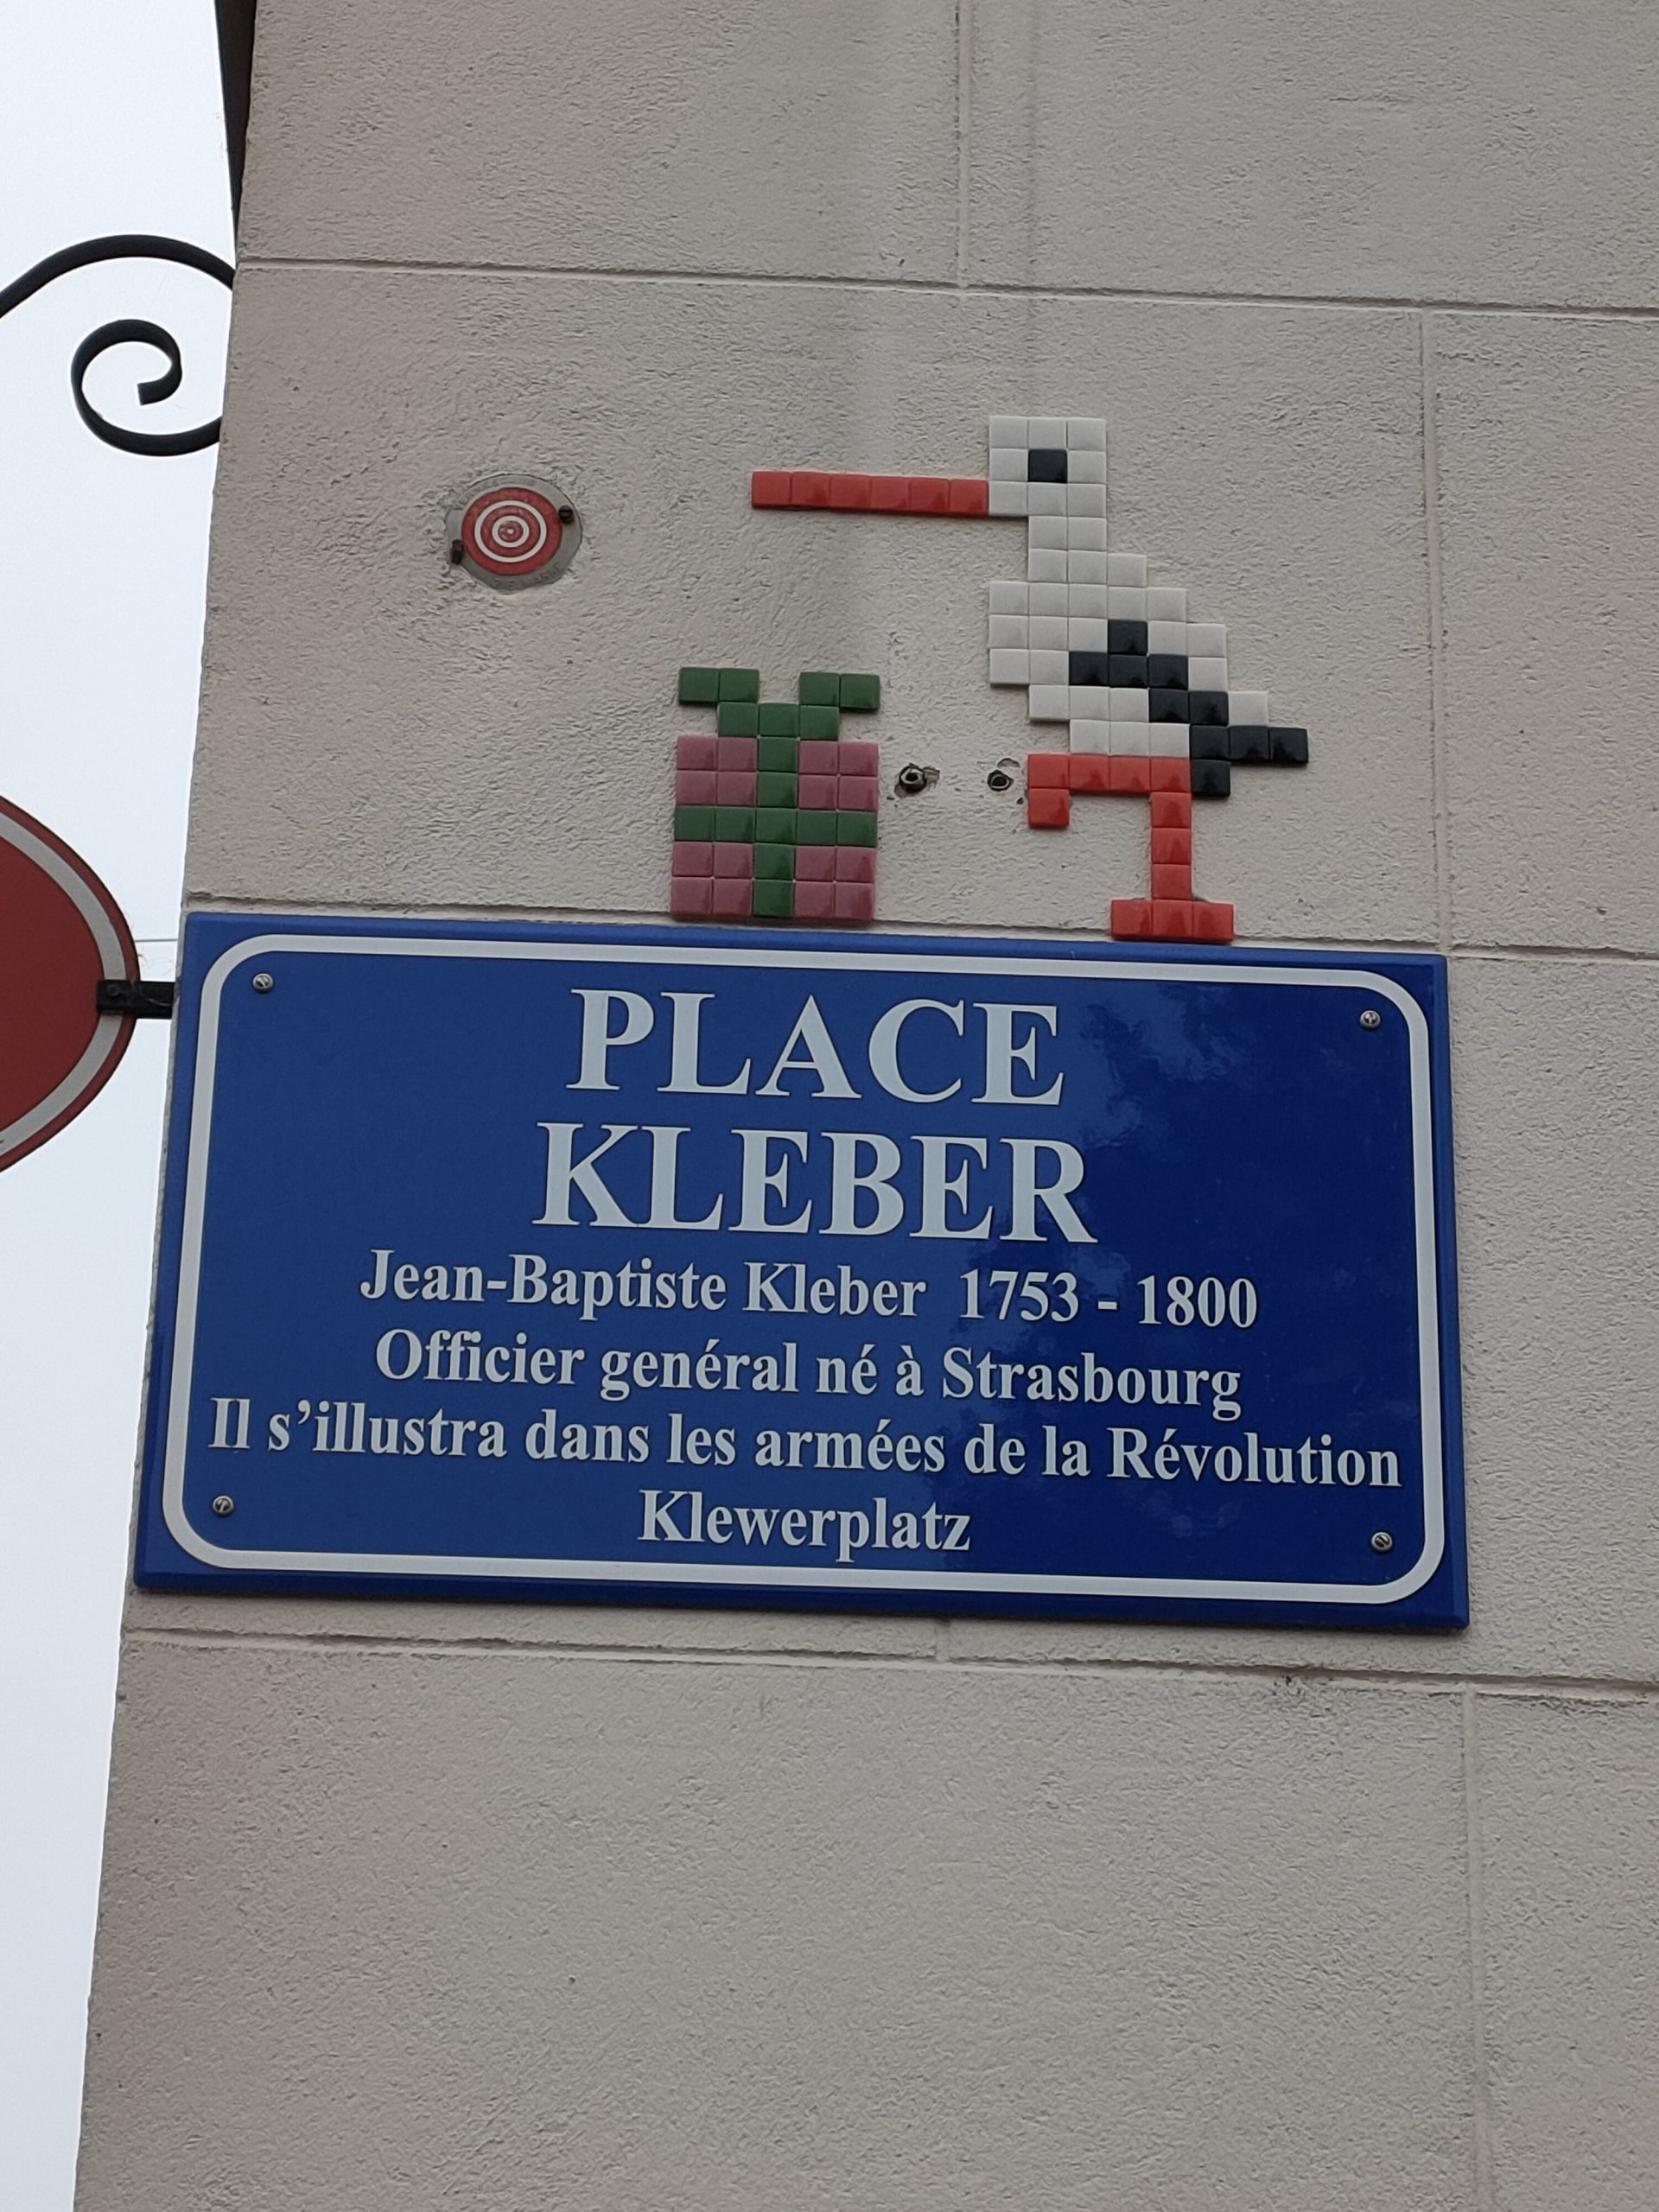 PLACE
KLEBER
Jean-Baptiste Kleber 1753 - 1800
Officier genéral né à Strasbourg
Il s’illustra dans les armées de la Révolution
Klewerplatz